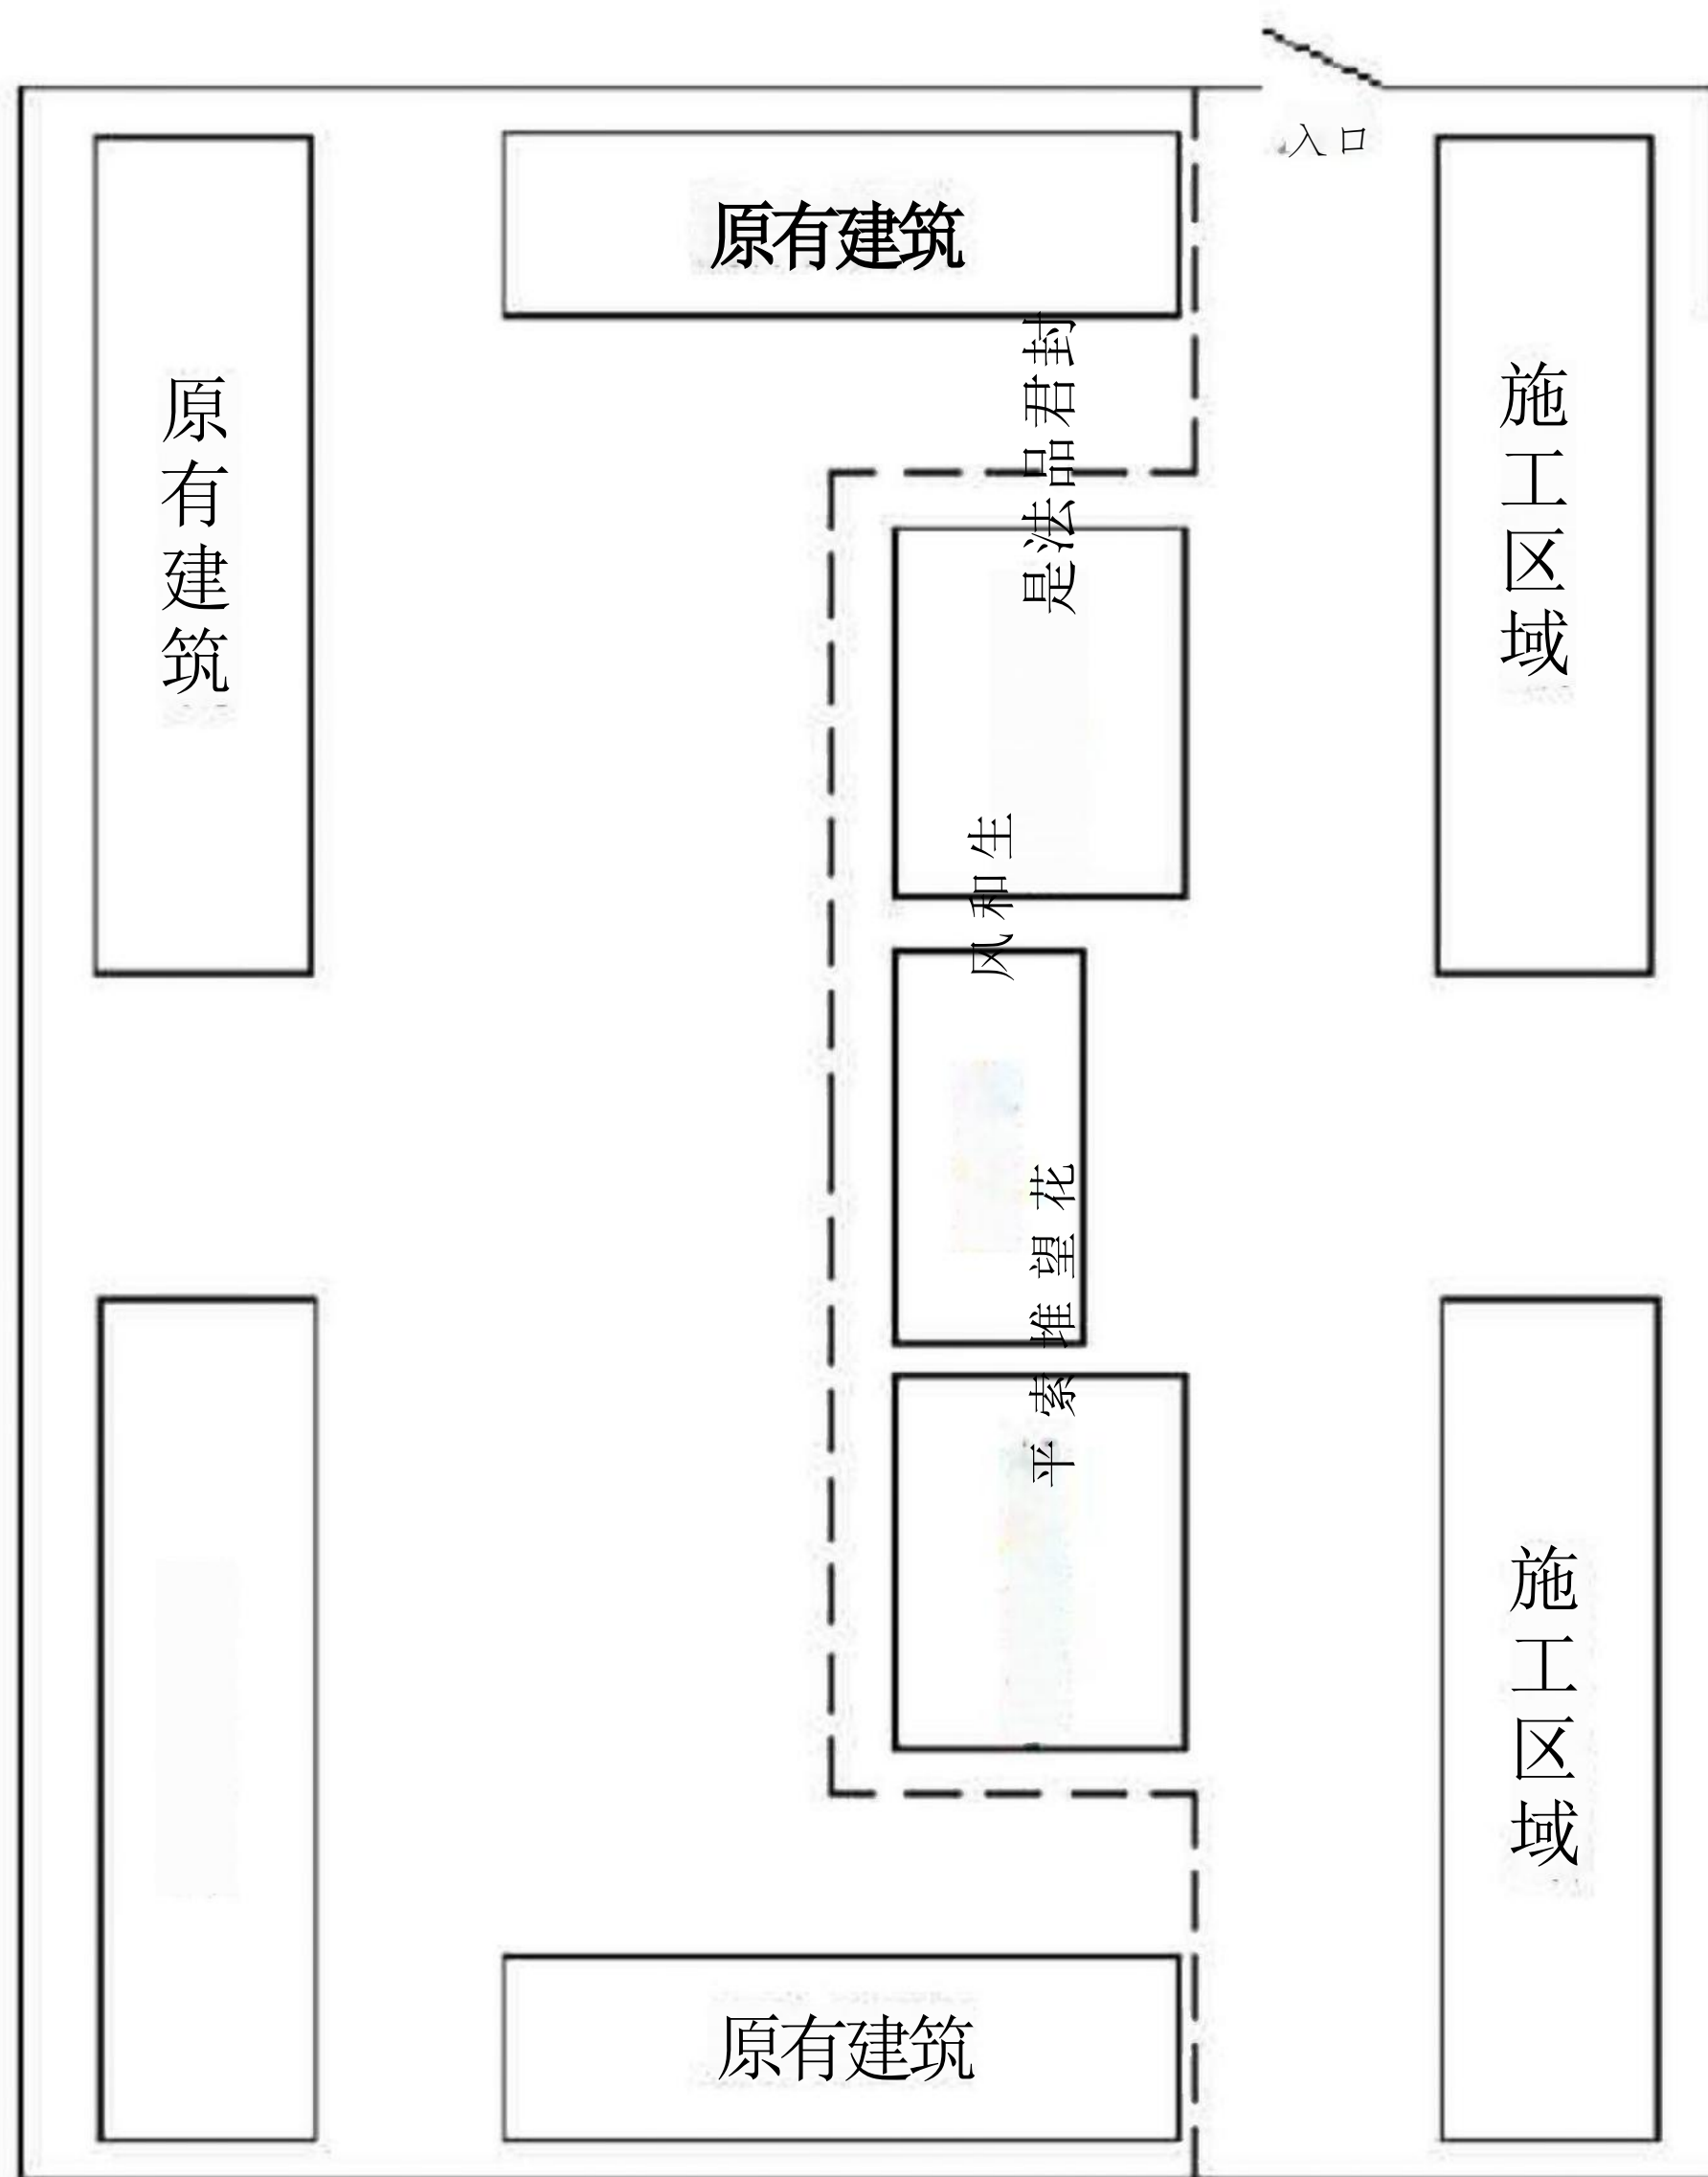 入口
原有建筑
原有建筑
施工区域
是法品君封
风和生
平索堆望花
施工区域
原有建筑